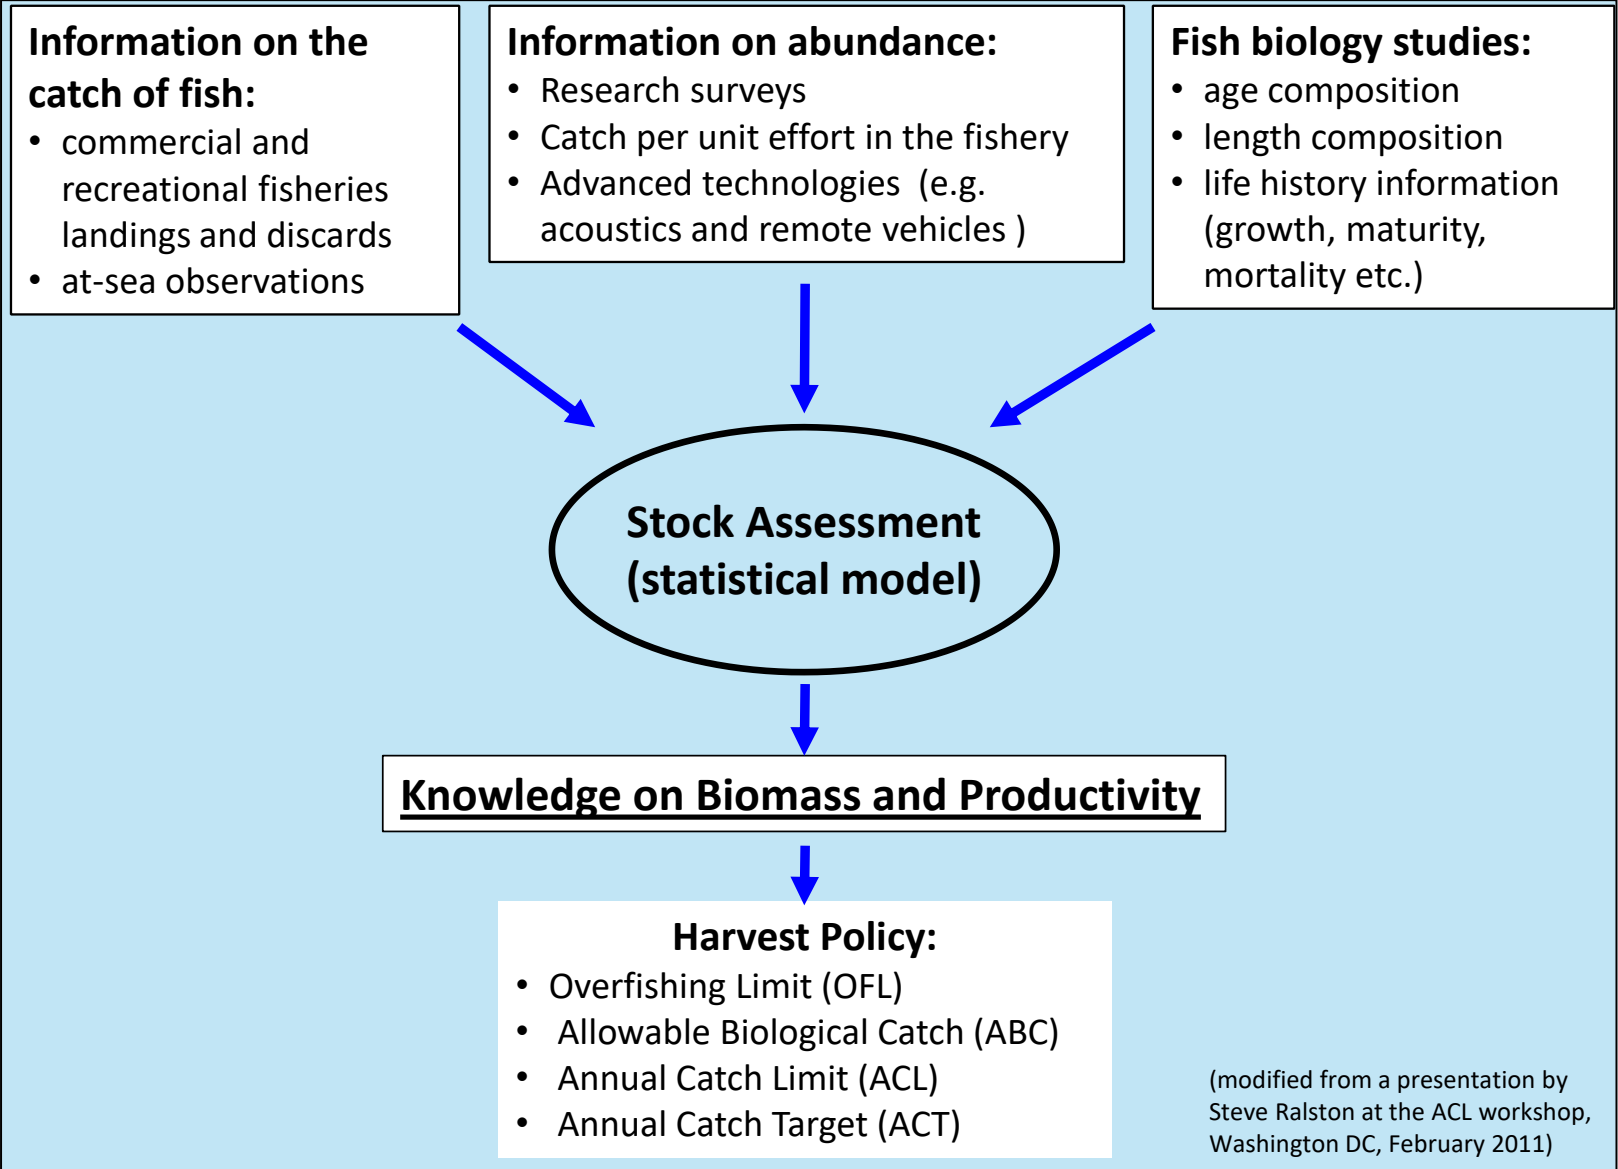 Information on the
catch of fish:
• commercial and
recreational fisheries
landings and discards
• at-sea observations
Information on abundance:
• Research surveys
• Catch per unit effort in the fishery
• Advanced technologies (e.g.
acoustics and remote vehicles )
Fish biology studies:
• age composition
• length composition
• life history information
(growth, maturity,
mortality etc.)
Stock Assessment
(statistical model)
Knowledge on Biomass and Productivity
Harvest Policy:
• Overfishing Limit (OFL)
• Allowable Biological Catch (ABC)
• Annual Catch Limit (ACL)
• Annual Catch Target (ACT)
(modified from a presentation by
Steve Ralston at the ACL workshop,
Washington DC, February 2011)